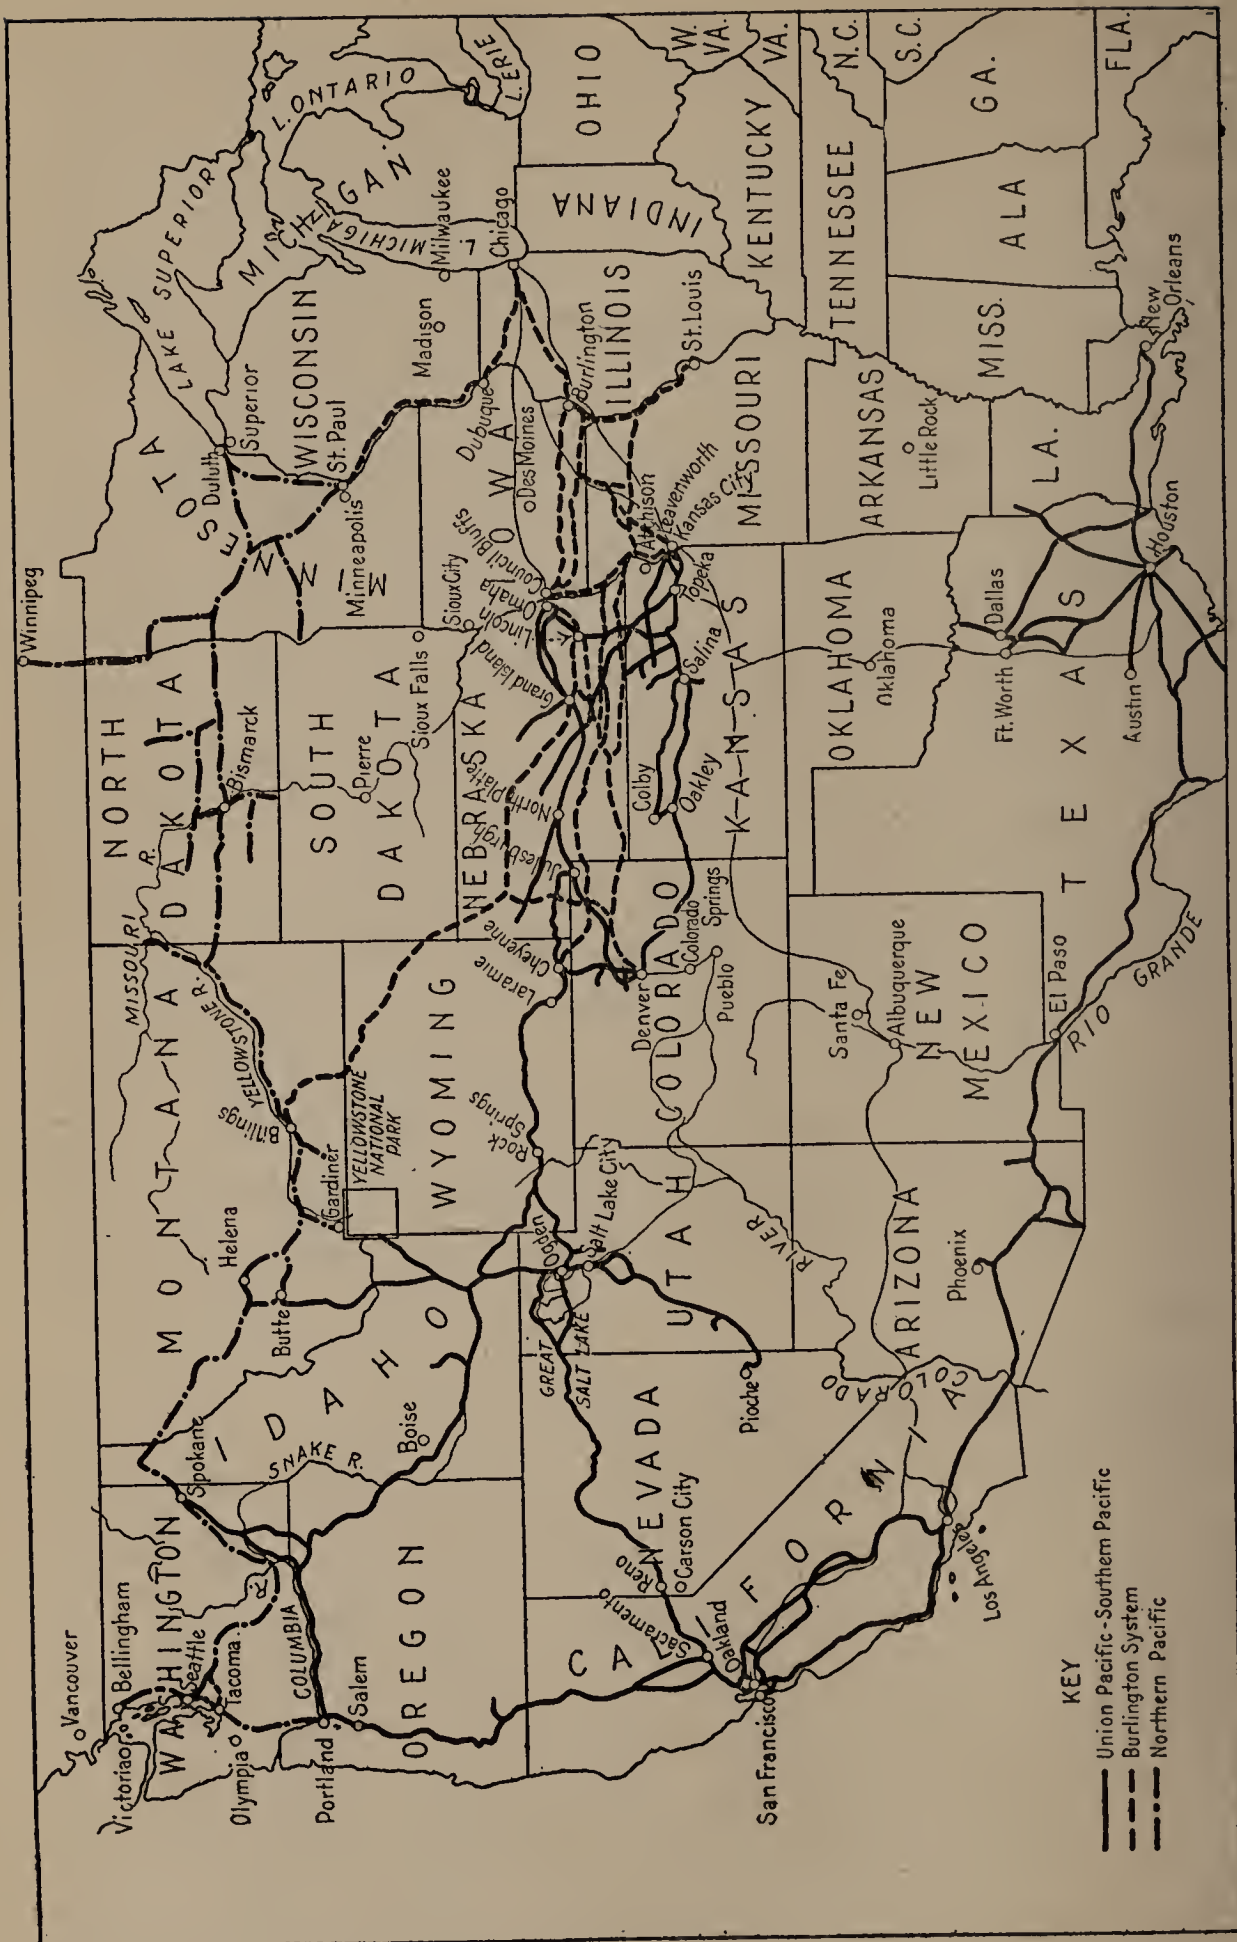 Vancouver
Victoria
Bellingham
WASHINGTON
Seattle
Tacoma
Olympia
Spokane
COLUMBIA
R.
Portland
Salem
OREGON
SNAKE R.
IDAHO
Boise
MONTANA
Helena
Butte
Gardiner
Billings
YELLOWSTONE R.
MISSOURI
R.
YELLOWSTONE
NATIONAL
PARK
WYOMING
Rock
Springs
Laramie
Cheyenne
NORTH
DAKOTA
Bismarck
SOUTH
DAKOTA
Pierre
Sioux Falls
Winnipeg
MINNESOTA
Duluth
Superior
Minneapolis
St. Paul
LAKE SUPERIOR
WISCONSIN
Madison
Milwaukee
MICHIGAN
L. MICHIGAN
L. ONTARIO
L. ERIE
Chicago
Sioux City
NEBRASKA
Julesburgh
North Platte
Grand Island
Lincoln
Omaha
Council Bluffs
IOWA
Des Moines
Dubuque
Burlington
ILLINOIS
INDIANA
OHIO
W.
VA.
VA.
KENTUCKY
St. Louis
MISSOURI
Atchison
Leavenworth
Kansas City
Topeka
Salina
Colby
Oakley
KANSAS
COLORADO
Denver
Colorado
Springs
Pueblo
UTAH
Ogden
Salt Lake City
GREAT
SALT LAKE
NEVADA
Reno
Carson City
Pioche
CALIFORNIA
Sacramento
Oakland
San Francisco
Los Angeles
COLORADO
RIVER
ARIZONA
Phoenix
NEW
MEXICO
Santa Fe
Albuquerque
El Paso
RIO GRANDE
OKLAHOMA
Oklahoma
TEXAS
Ft. Worth
Dallas
Austin
Houston
ARKANSAS
Little Rock
LA.
New
Orleans
MISS.
ALA
TENNESSEE
N.C.
S.C.
GA.
FLA.
KEY
Union Pacific-Southern Pacific
Burlington System
Northern Pacific